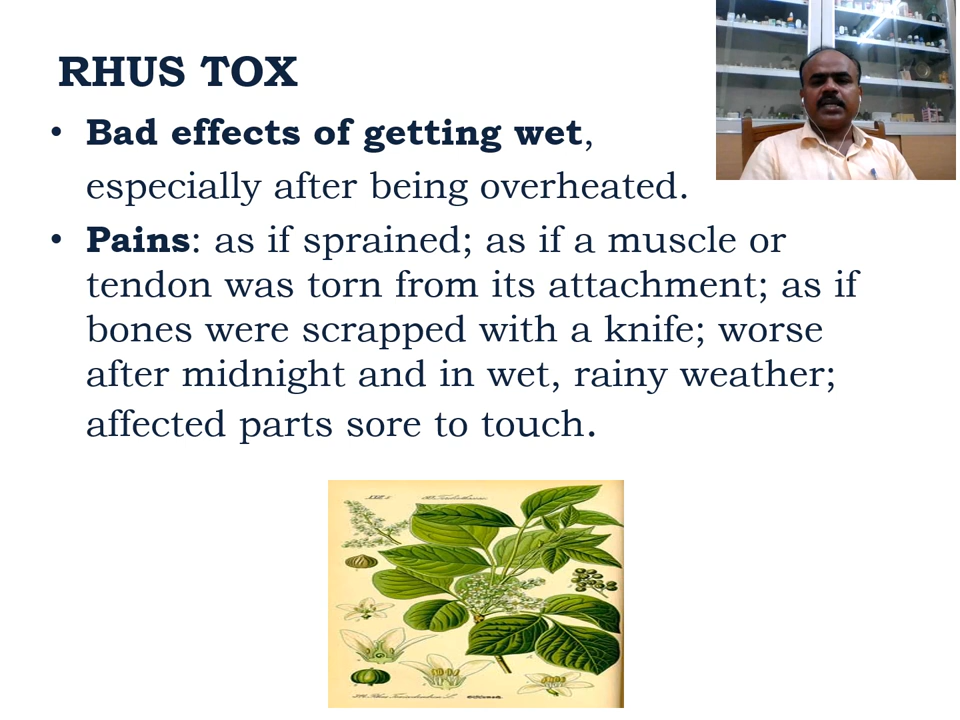 RHUS TOX
• Bad effects of getting wet,
especially after being overheated.
• Pains: as if sprained; as if a muscle or
tendon was torn from its attachment; as if
bones were scrapped with a knife; worse
after midnight and in wet, rainy weather;
affected parts sore to touch.